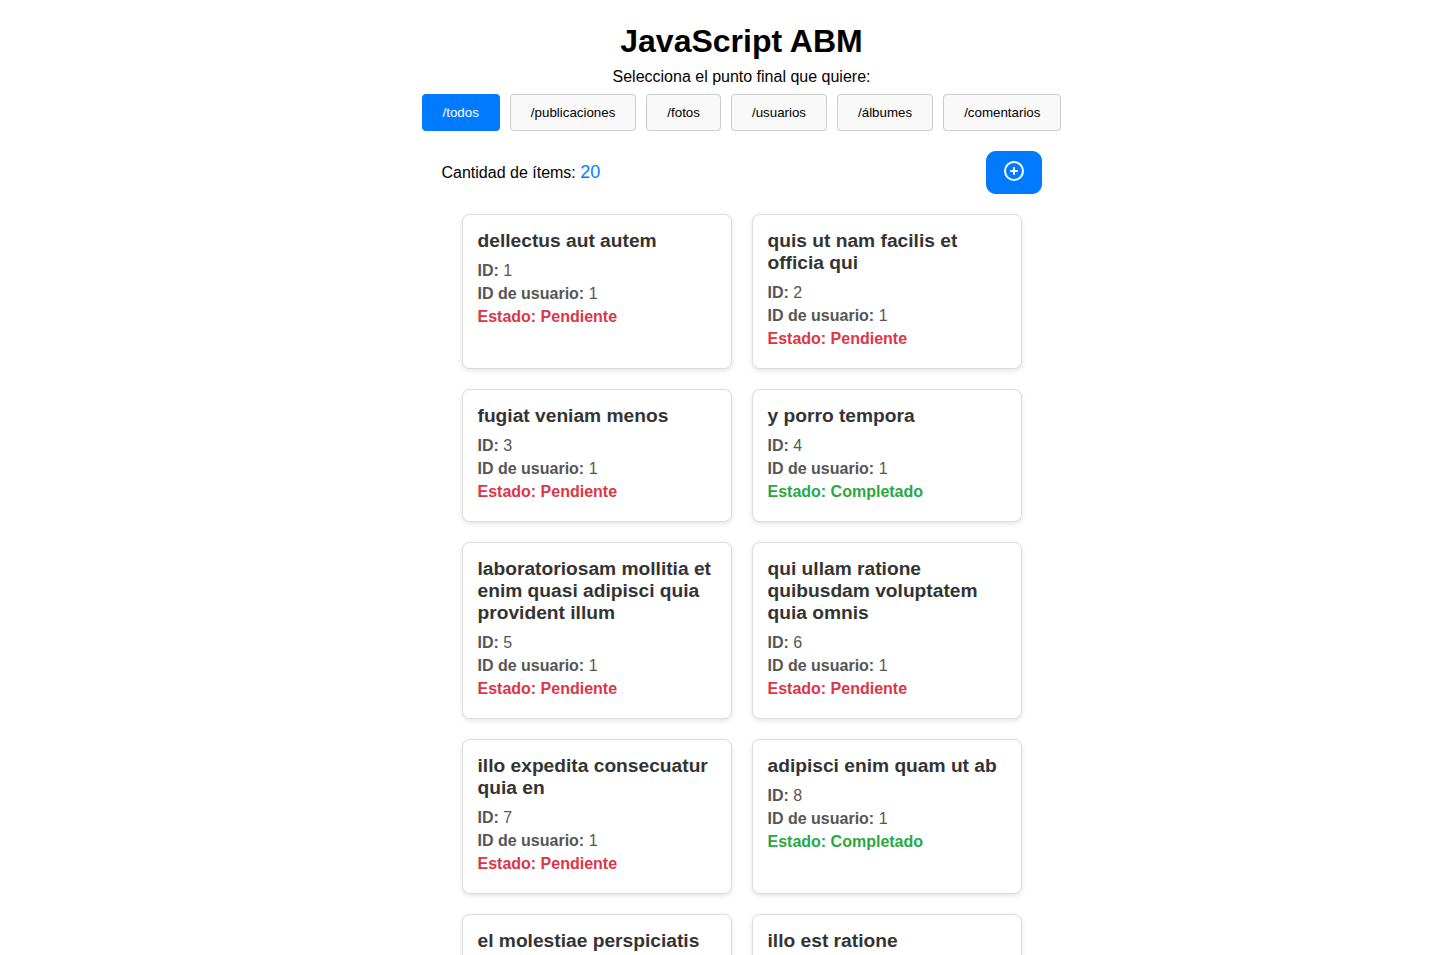 JavaScript ABM
Selecciona el punto final que quiere:
/todos
/publicaciones
/fotos
/usuarios
/álbumes
/comentarios
Cantidad de ítems: 20
dellectus aut autem
ID: 1
ID de usuario: 1
Estado: Pendiente
quis ut nam facilis et
officia qui
ID: 2
ID de usuario: 1
Estado: Pendiente
fugiat veniam menos
ID: 3
ID de usuario: 1
Estado: Pendiente
y porro tempora
ID: 4
ID de usuario: 1
Estado: Completado
laboratoriosam mollitia et
enim quasi adipisci quia
provident illum
ID: 5
ID de usuario: 1
Estado: Pendiente
qui ullam ratione
quibusdam voluptatem
quia omnis
ID: 6
ID de usuario: 1
Estado: Pendiente
illo expedita consecuatur
quia en
ID: 7
ID de usuario: 1
Estado: Pendiente
adipisci enim quam ut ab
ID: 8
ID de usuario: 1
Estado: Completado
el molestiae perspiciatis
illo est ratione